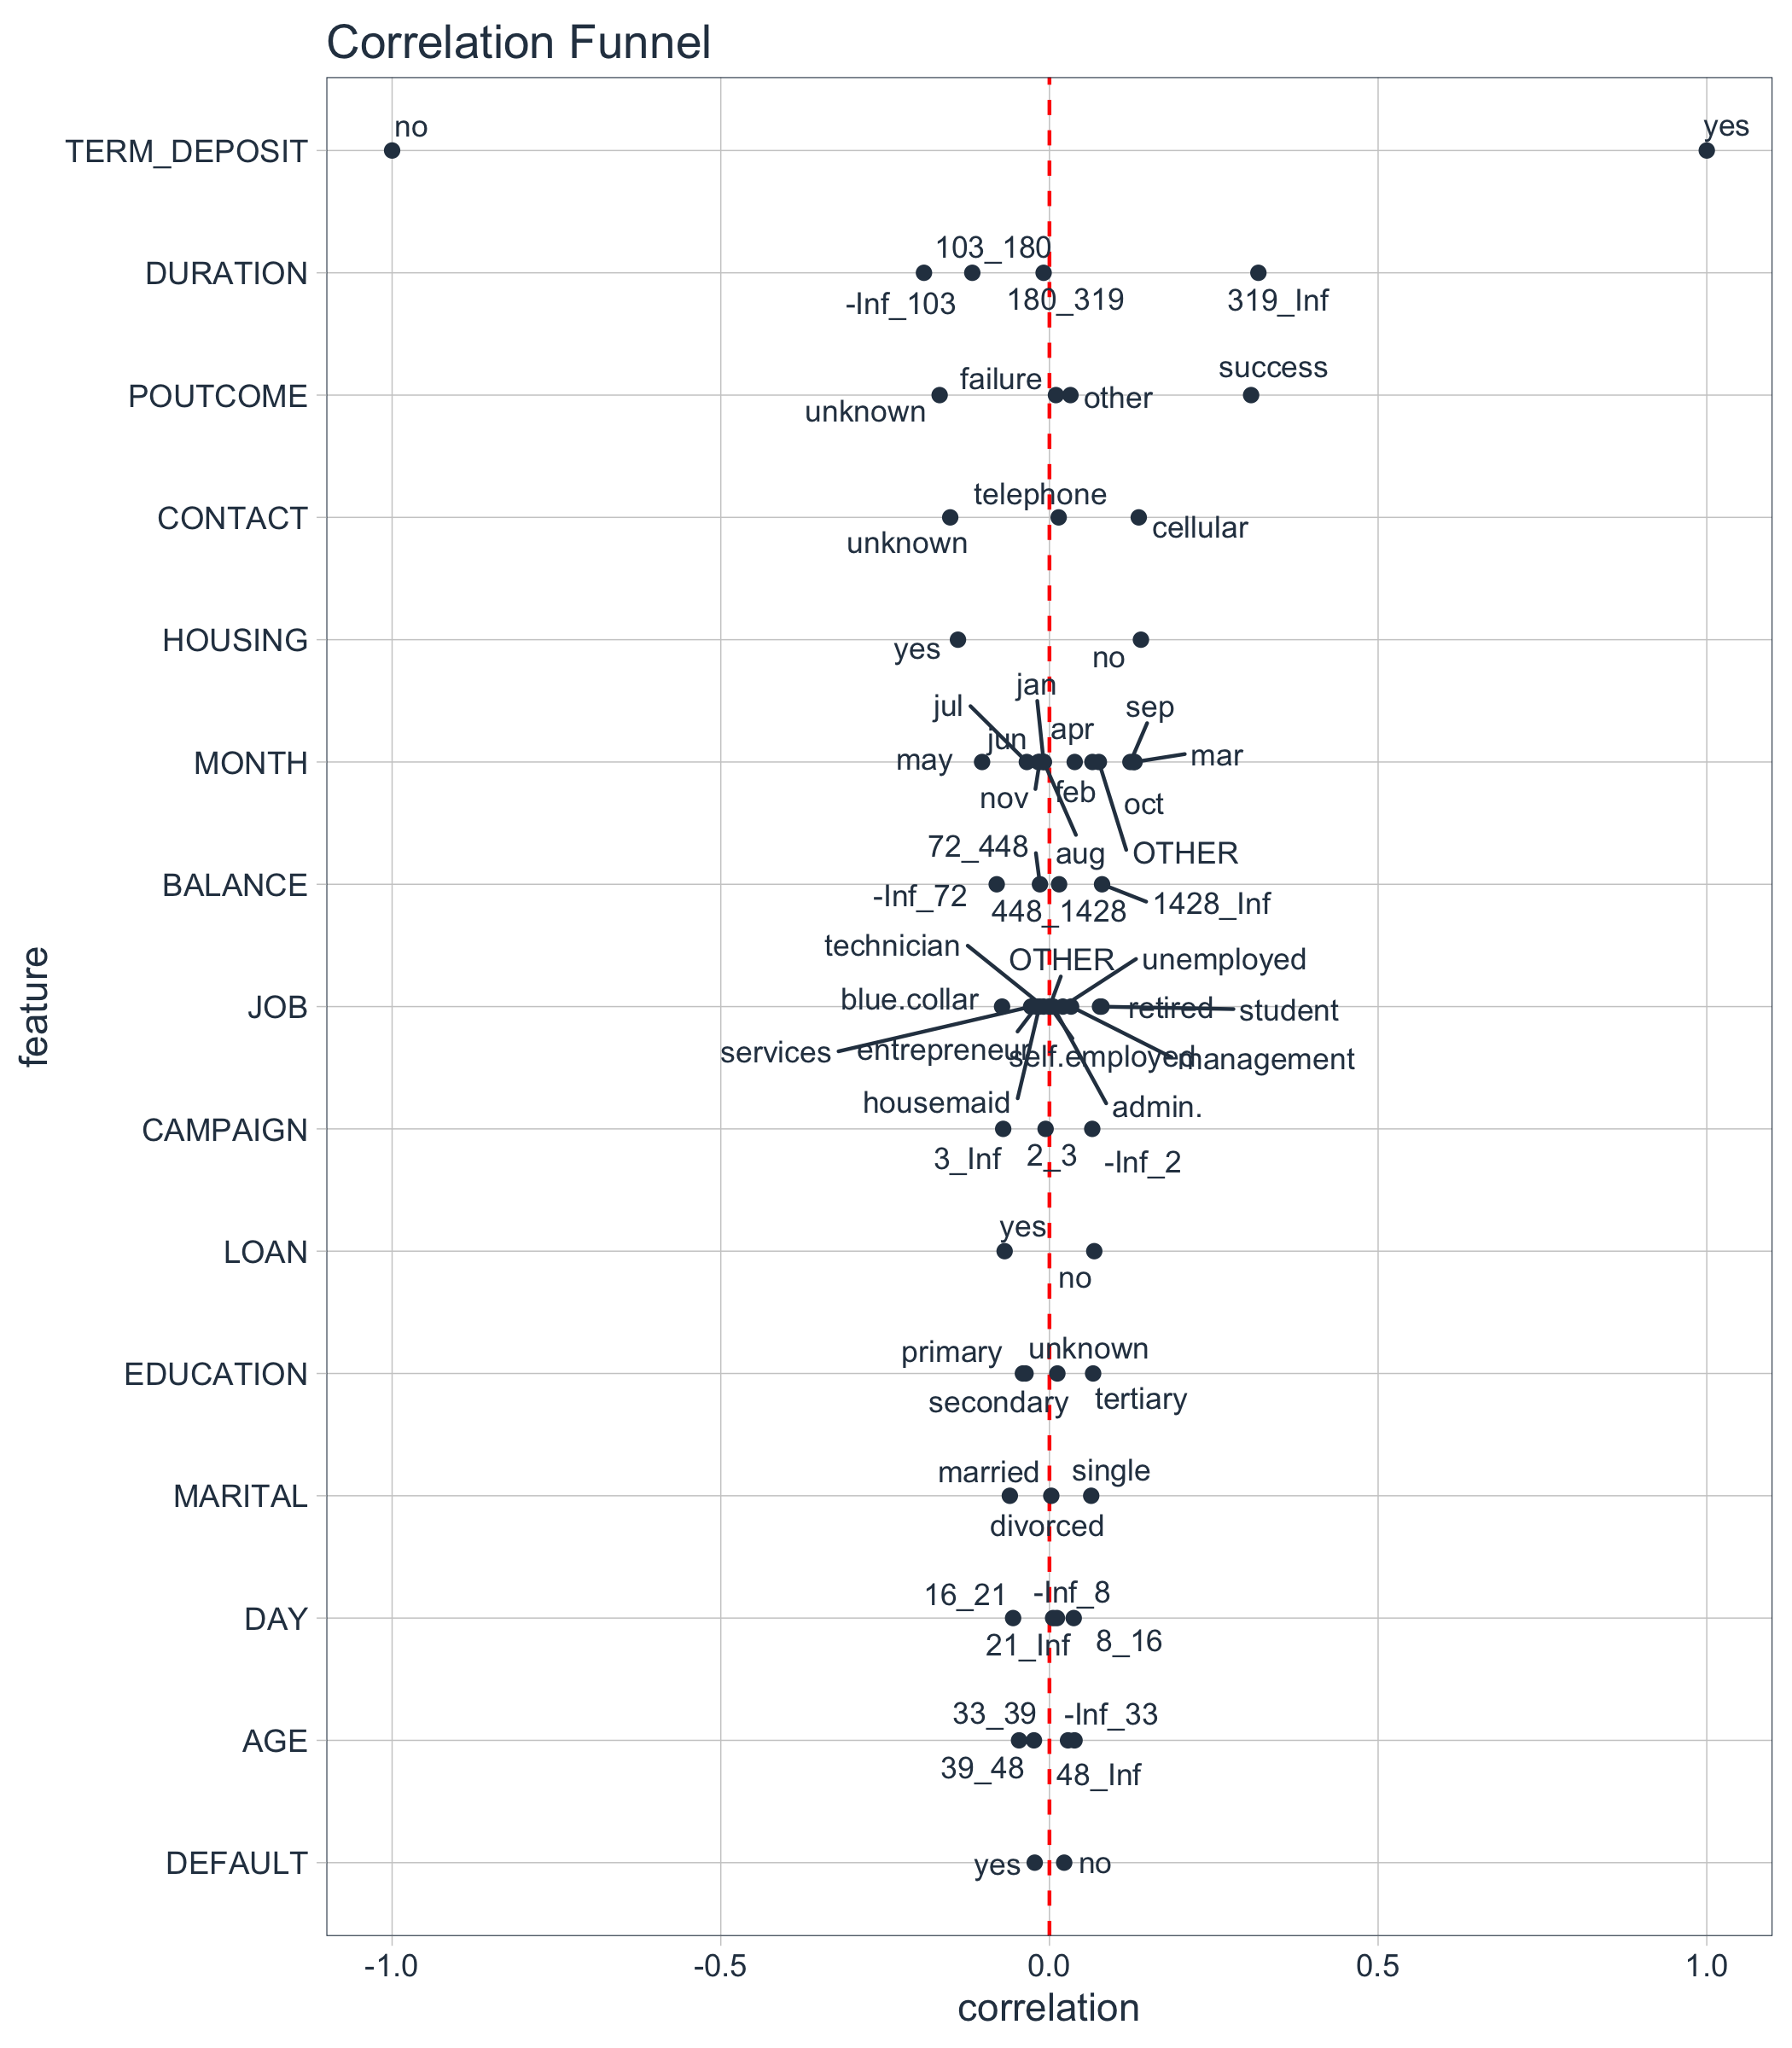 Correlation Funnel
TERM_DEPOSIT
no
yes
DURATION
103_180
-Inf_103
180_319
319_Inf
POUTCOME
failure
success
unknown
other
CONTACT
telephone
unknown
cellular
HOUSING
yes
no
MONTH
jan
jul
sep
apr
jun
may
mar
nov
feb
oct
aug
OTHER
BALANCE
72_448
-Inf_72
448_1428
1428_Inf
JOB
technician
OTHER
unemployed
blue.collar
retired
student
services
entrepreneur
self.employed
management
housemaid
admin.
CAMPAIGN
3_Inf
2_3
-Inf_2
LOAN
yes
no
EDUCATION
primary
unknown
secondary
tertiary
MARITAL
married
single
divorced
DAY
16_21
-Inf_8
21_Inf
8_16
AGE
33_39
-Inf_33
39_48
48_Inf
DEFAULT
yes
no
feature
-1.0
-0.5
0.0
0.5
1.0
correlation